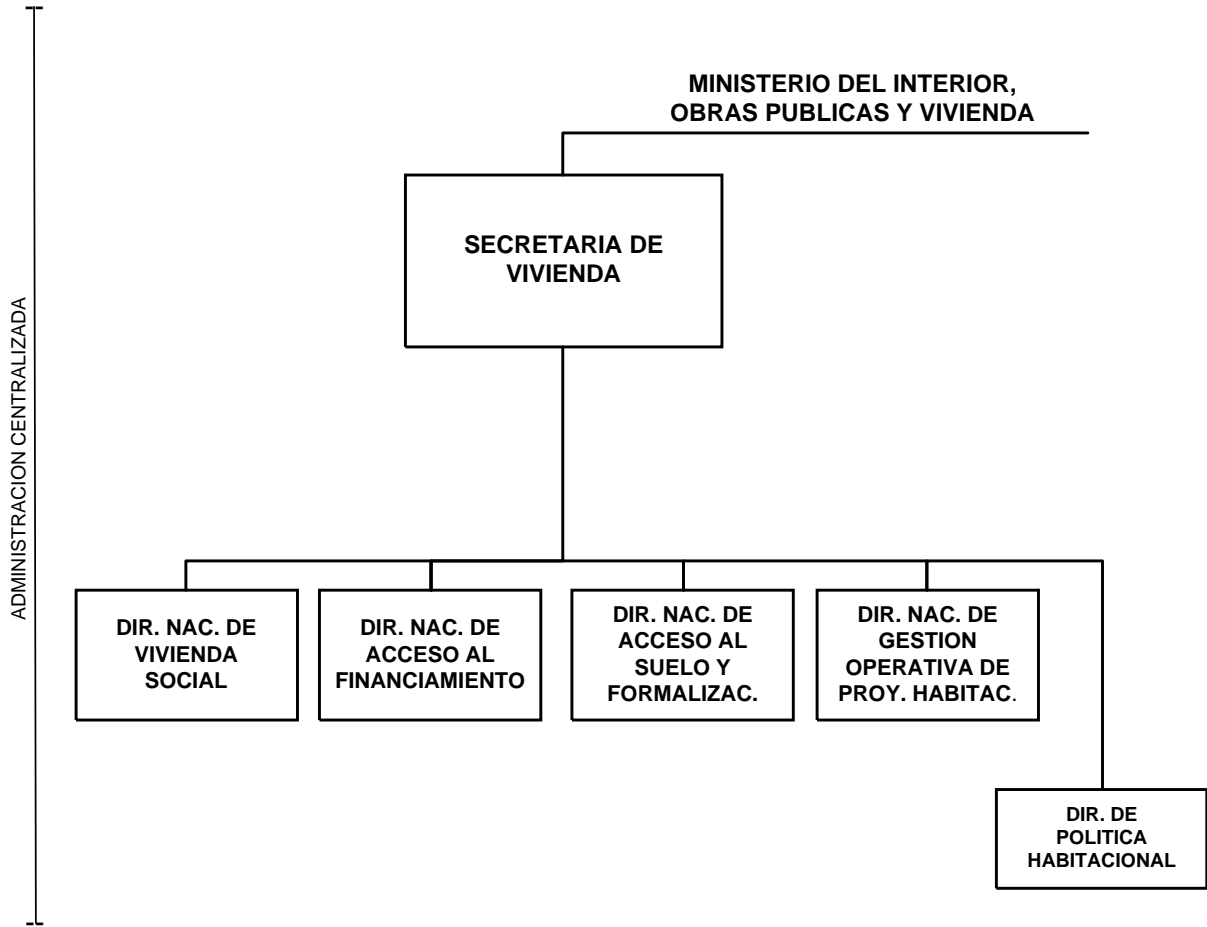 MINISTERIO DEL INTERIOR,
OBRAS PUBLICAS Y VIVIENDA
SECRETARIA DE
VIVIENDA
ADMINISTRACION CENTRALIZADA
DIR. NAC. DE
VIVIENDA
SOCIAL
DIR. NAC. DE
ACCESO AL
FINANCIAMIENTO
DIR. NAC. DE
ACCESO AL
SUELO Y
FORMALIZAC.
DIR. NAC. DE
GESTION
OPERATIVA DE
PROY. HABITAC.
DIR. DE
POLITICA
HABITACIONAL